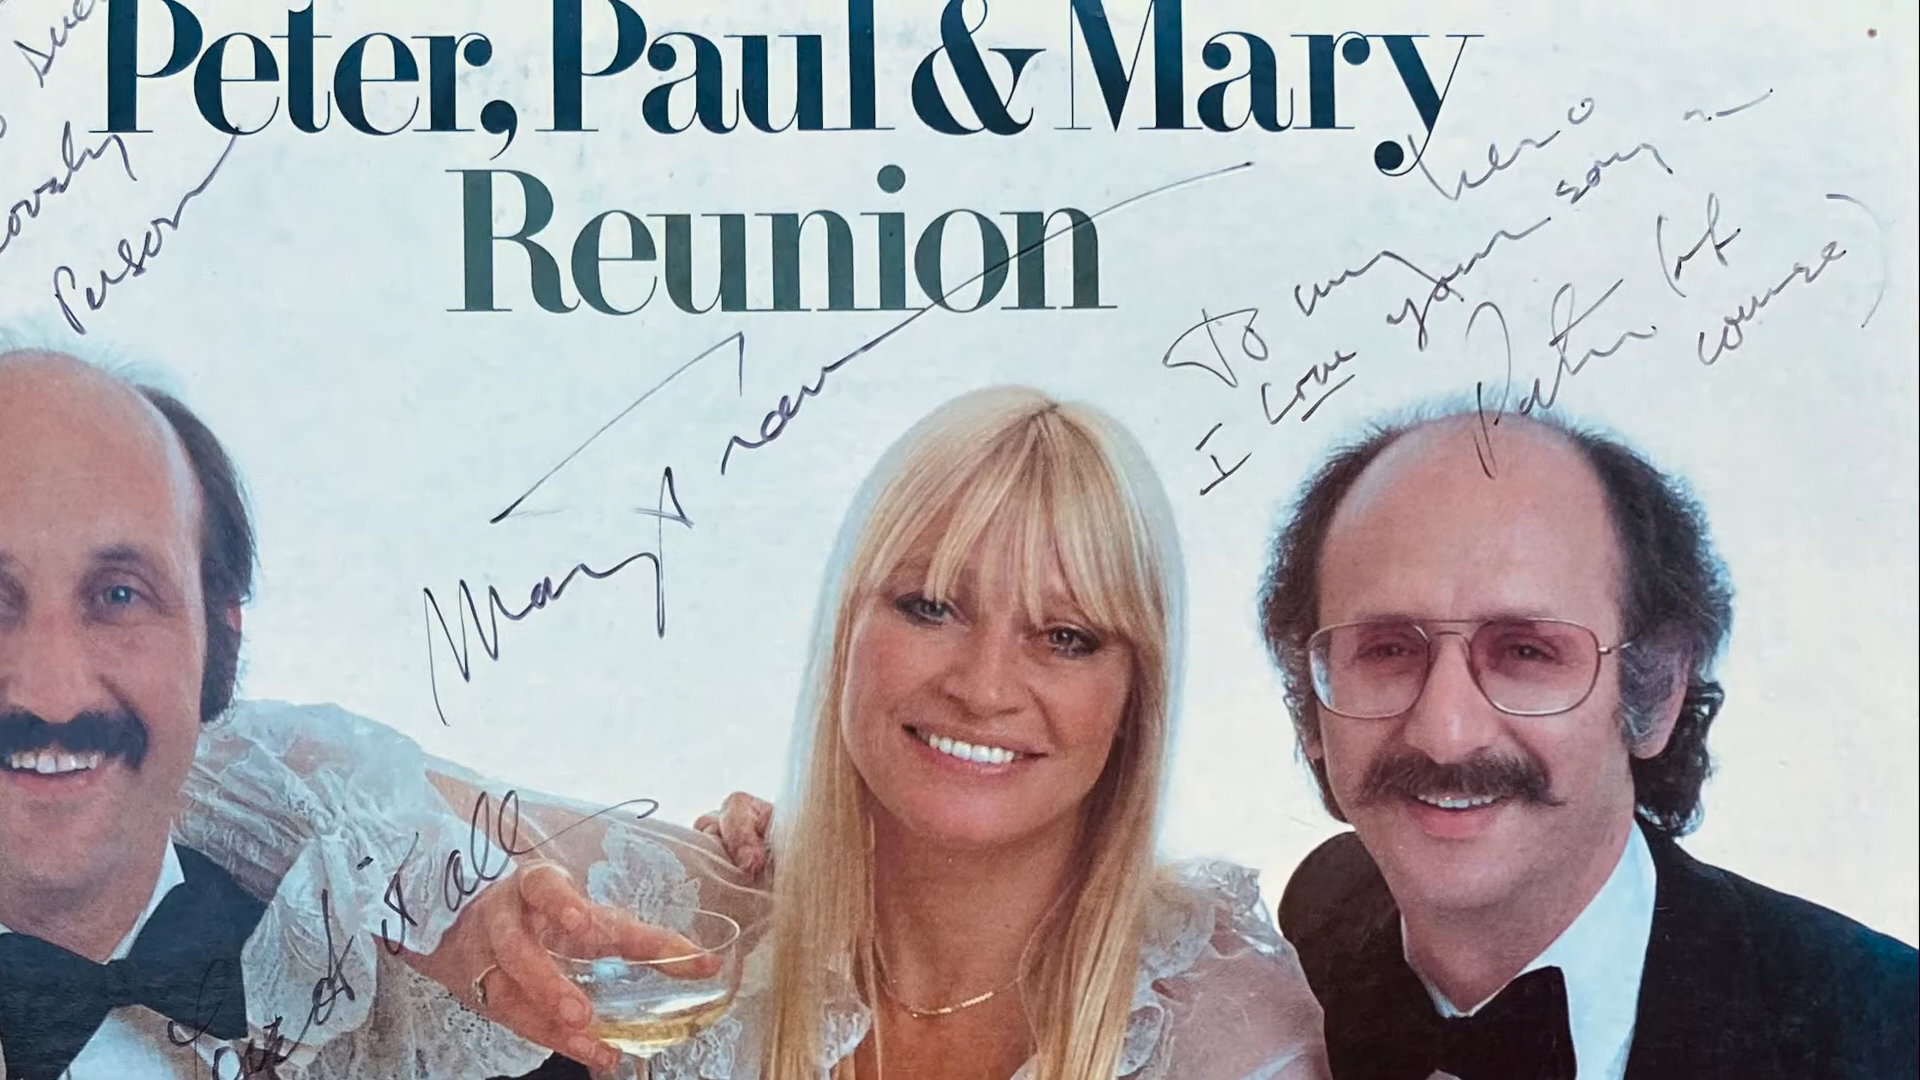 Peter, Paul & Mary
Reunion
Lovely
Person
Mary Travers
To my hero
I Love your song
Peter (of
course)
it all